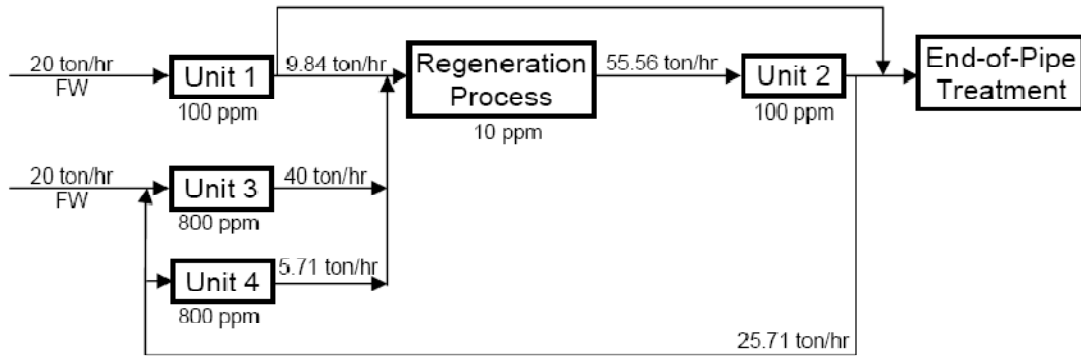 20 ton/hr
FW
Unit 1
100 ppm
9.84 ton/hr
Regeneration
Process
10 ppm
55.56 ton/hr
Unit 2
100 ppm
End-of-Pipe
Treatment
20 ton/hr
FW
Unit 3
800 ppm
40 ton/hr
Unit 4
800 ppm
5.71 ton/hr
25.71 ton/hr